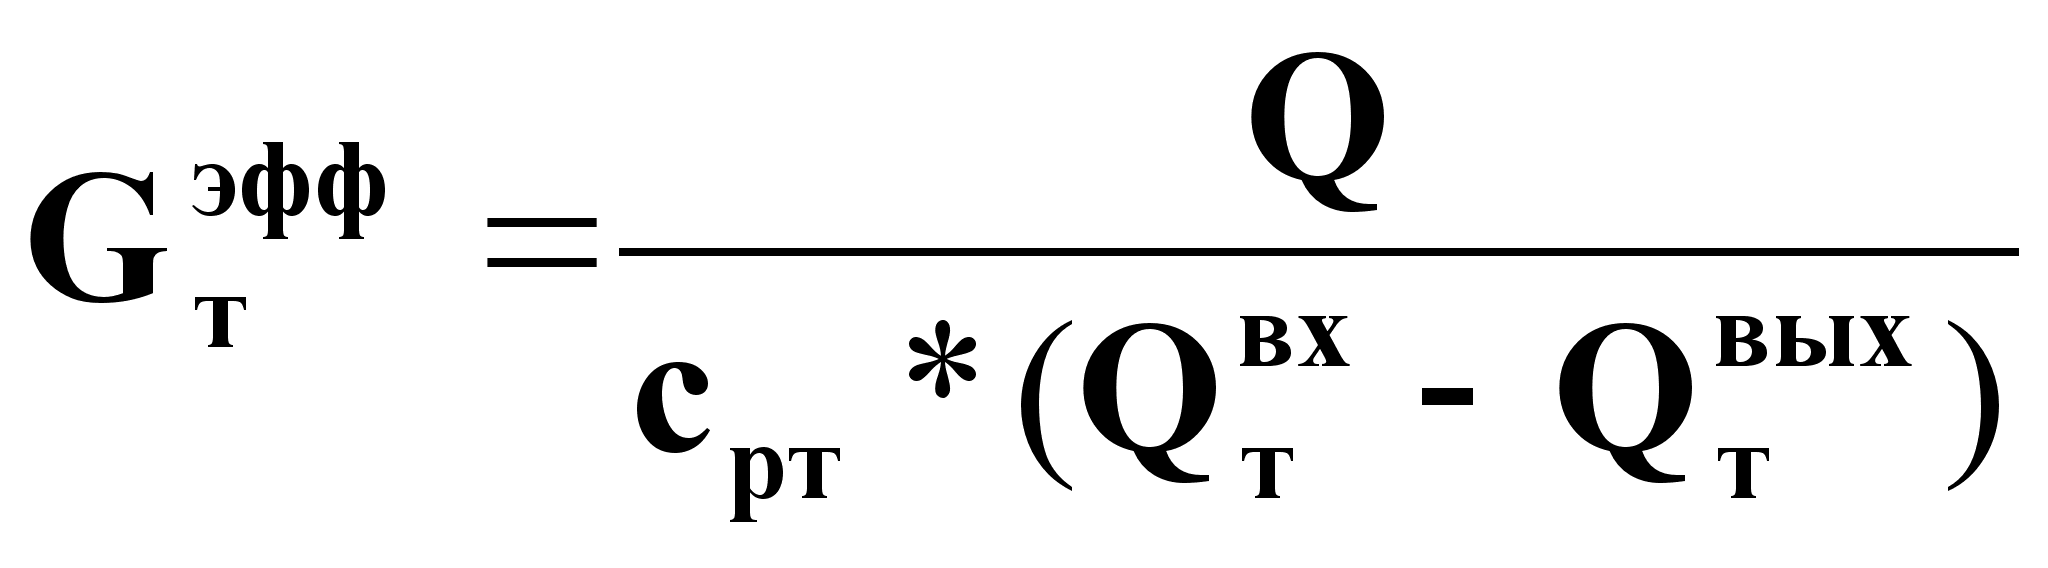 G_т^эфф = Q / (c_рт * (Q_т^вх - Q_т^вых))